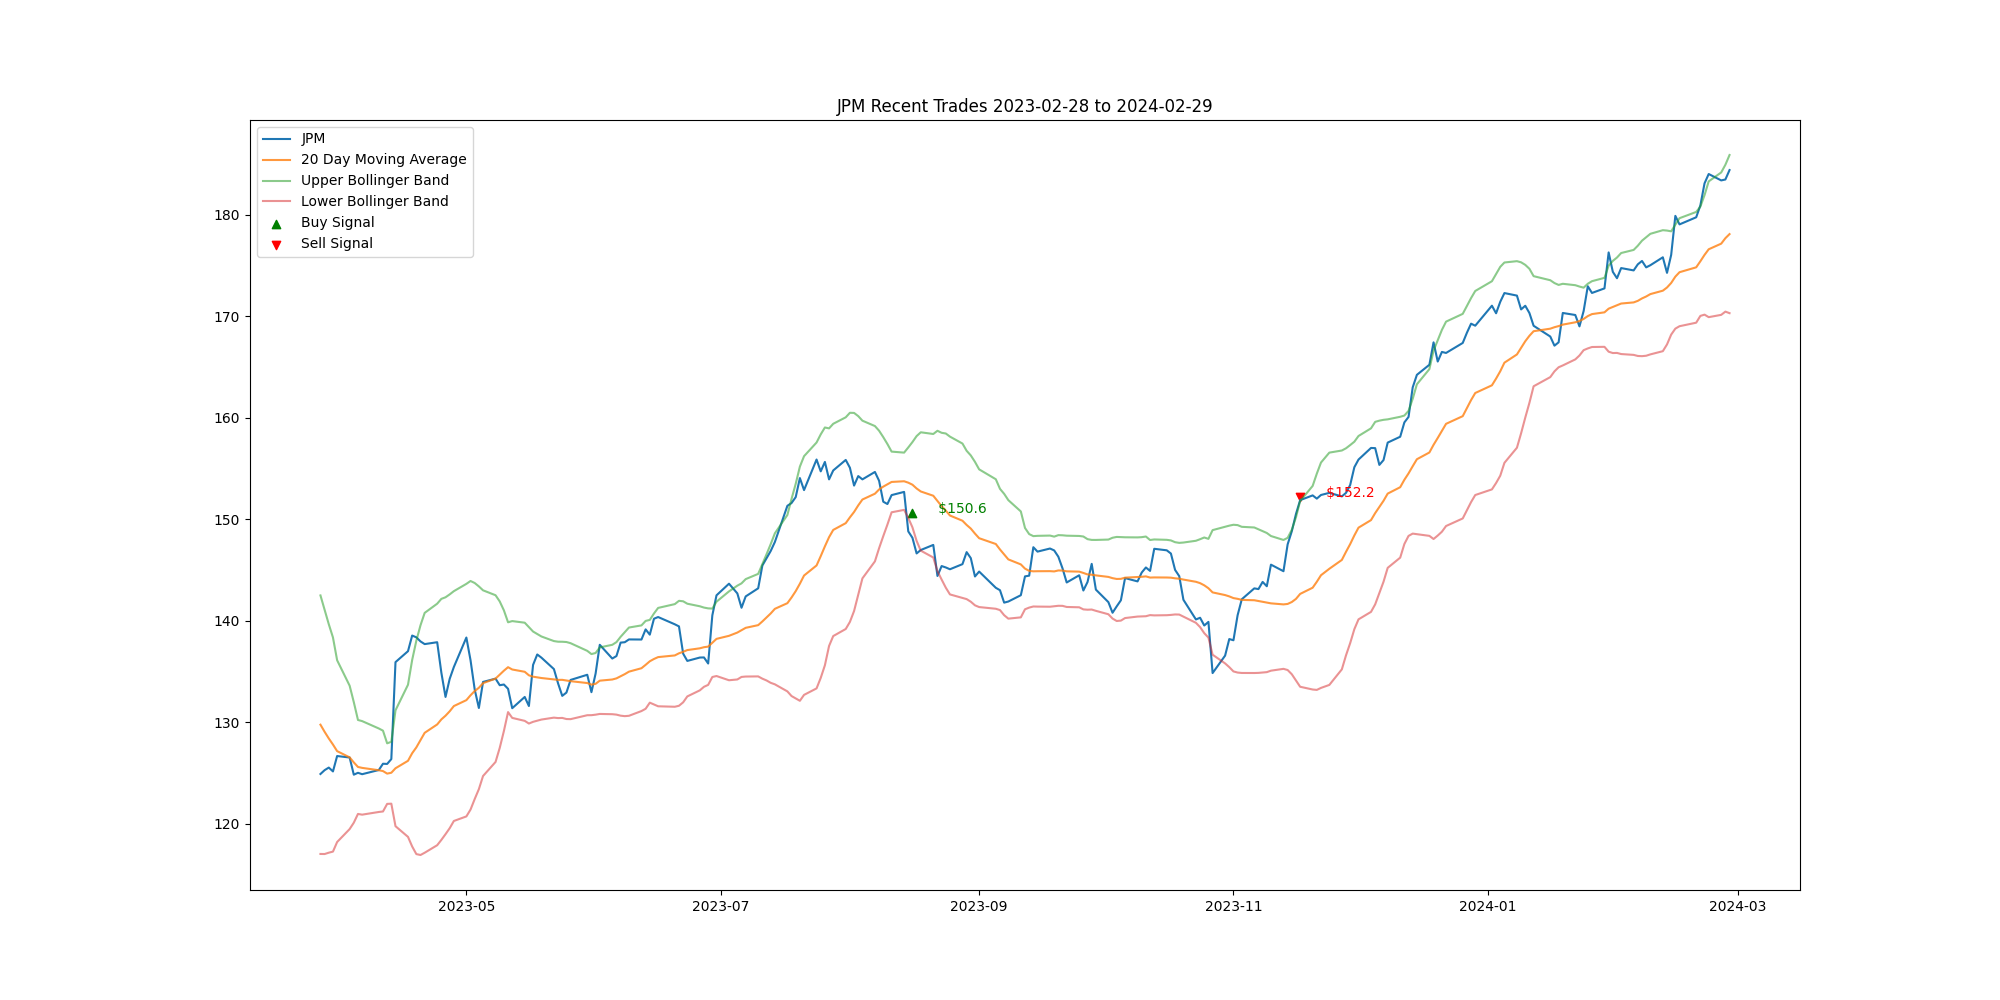 JPM Recent Trades 2023-02-28 to 2024-02-29
JPM
20 Day Moving Average
Upper Bollinger Band
Lower Bollinger Band
Buy Signal
Sell Signal
180
170
160
150
140
130
120
$150.6
$152.2
2023-05
2023-07
2023-09
2023-11
2024-01
2024-03